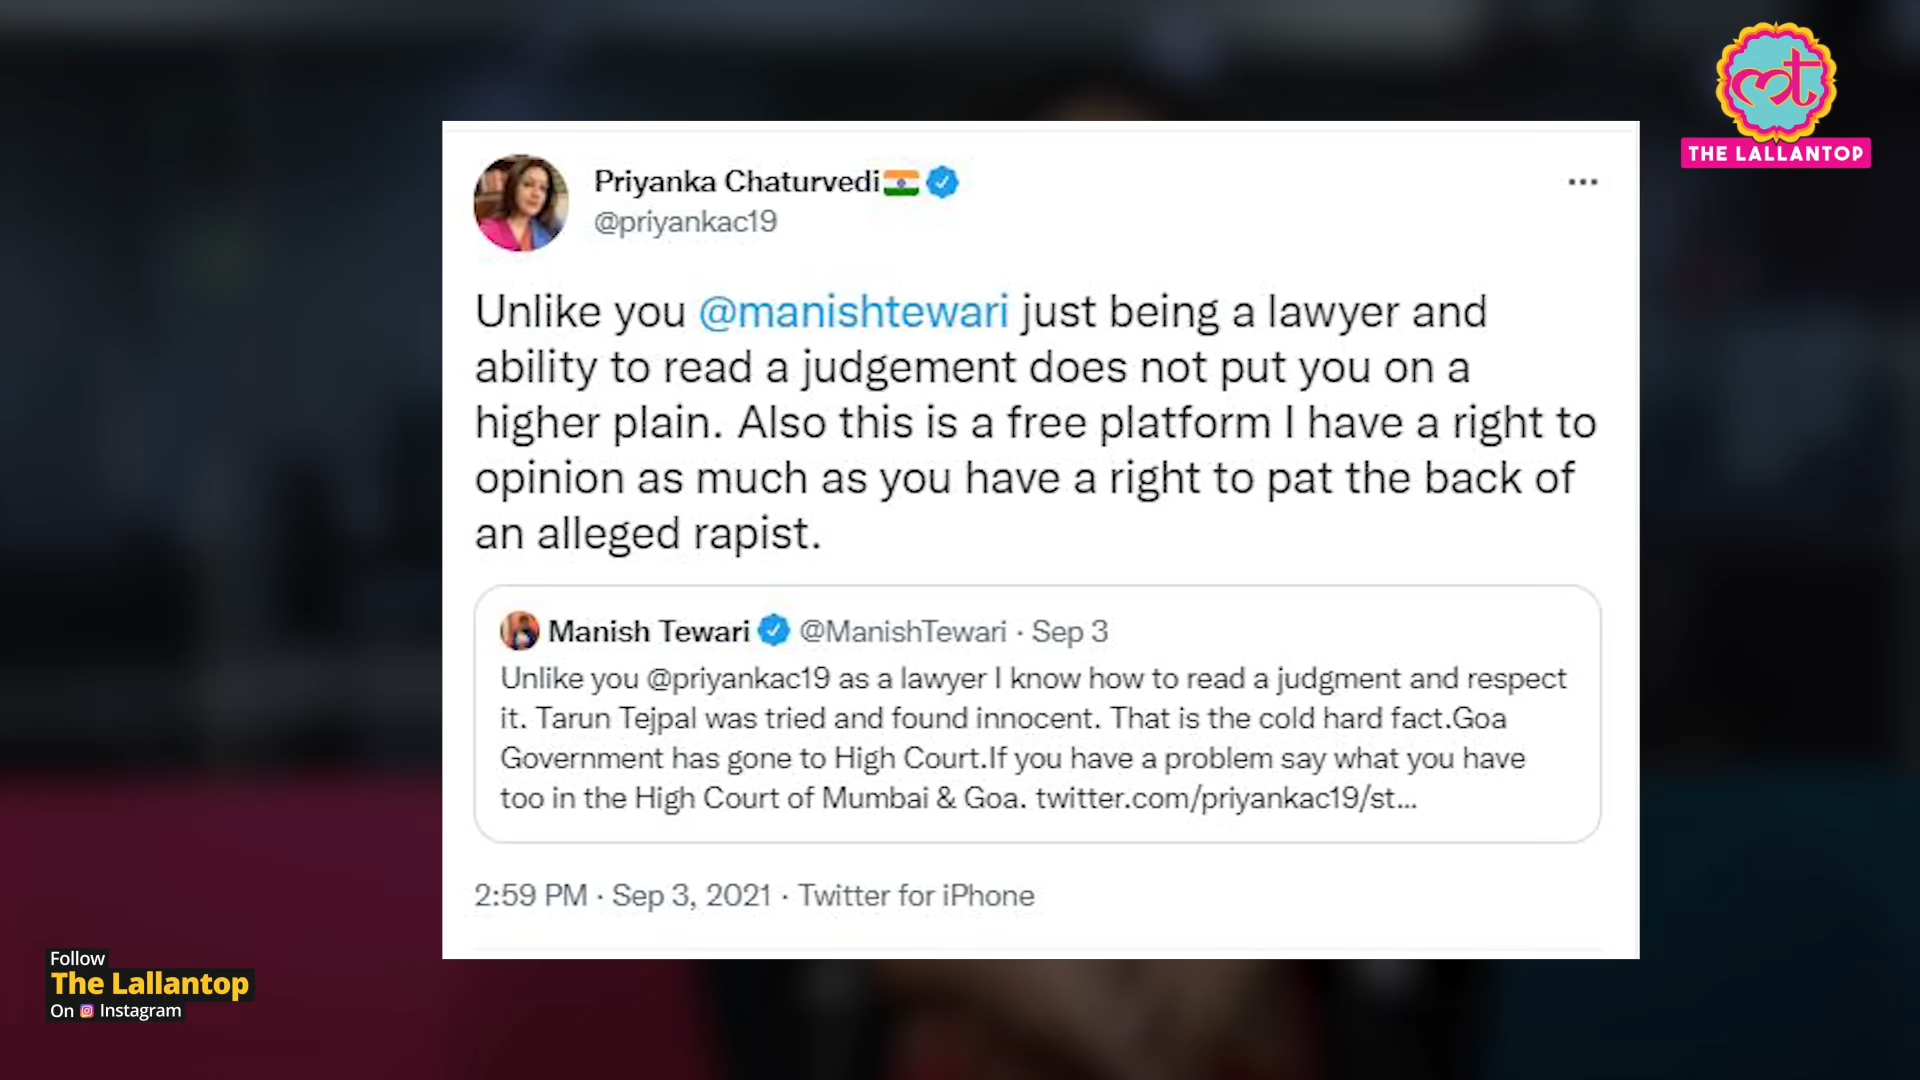 Priyanka Chaturvedi
@priyankac19
Unlike you @manishtewari just being a lawyer and
ability to read a judgement does not put you on a
higher plain. Also this is a free platform I have a right to
opinion as much as you have a right to pat the back of
an alleged rapist.
Manish Tewari @ManishTewari · Sep 3
Unlike you @priyankac19 as a lawyer I know how to read a judgment and respect
it. Tarun Tejpal was tried and found innocent. That is the cold hard fact.Goa
Government has gone to High Court.If you have a problem say what you have
too in the High Court of Mumbai & Goa. twitter.com/priyankac19/st...
2:59 PM · Sep 3, 2021 · Twitter for iPhone
THE LALLANTOP
Follow
The Lallantop
On Instagram